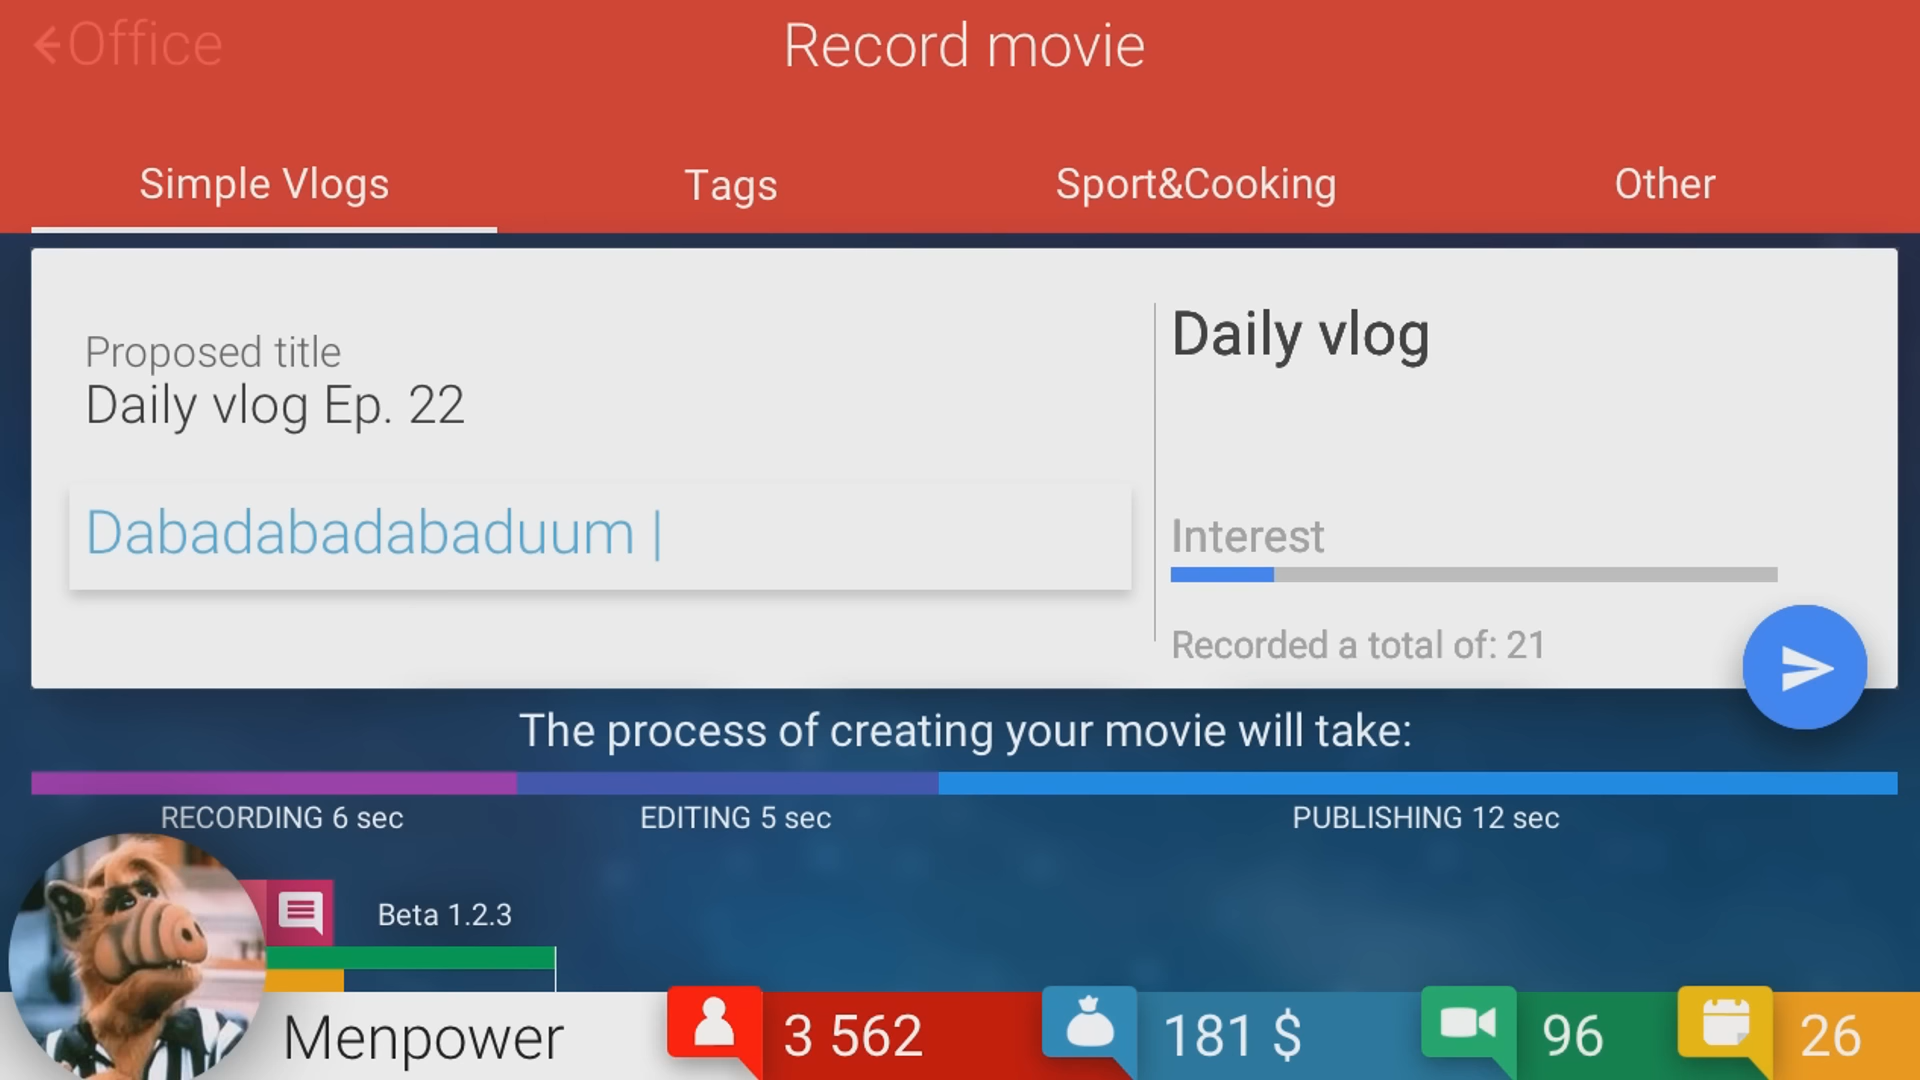 Office
Record movie
Simple Vlogs
Tags
Sport&Cooking
Other
Proposed title
Daily vlog Ep. 22
Dabadabadabaduum
Daily vlog
Interest
Recorded a total of: 21
The process of creating your movie will take:
RECORDING 6 sec
EDITING 5 sec
PUBLISHING 12 sec
Beta 1.2.3
Menpower
3 562
181 $
96
26